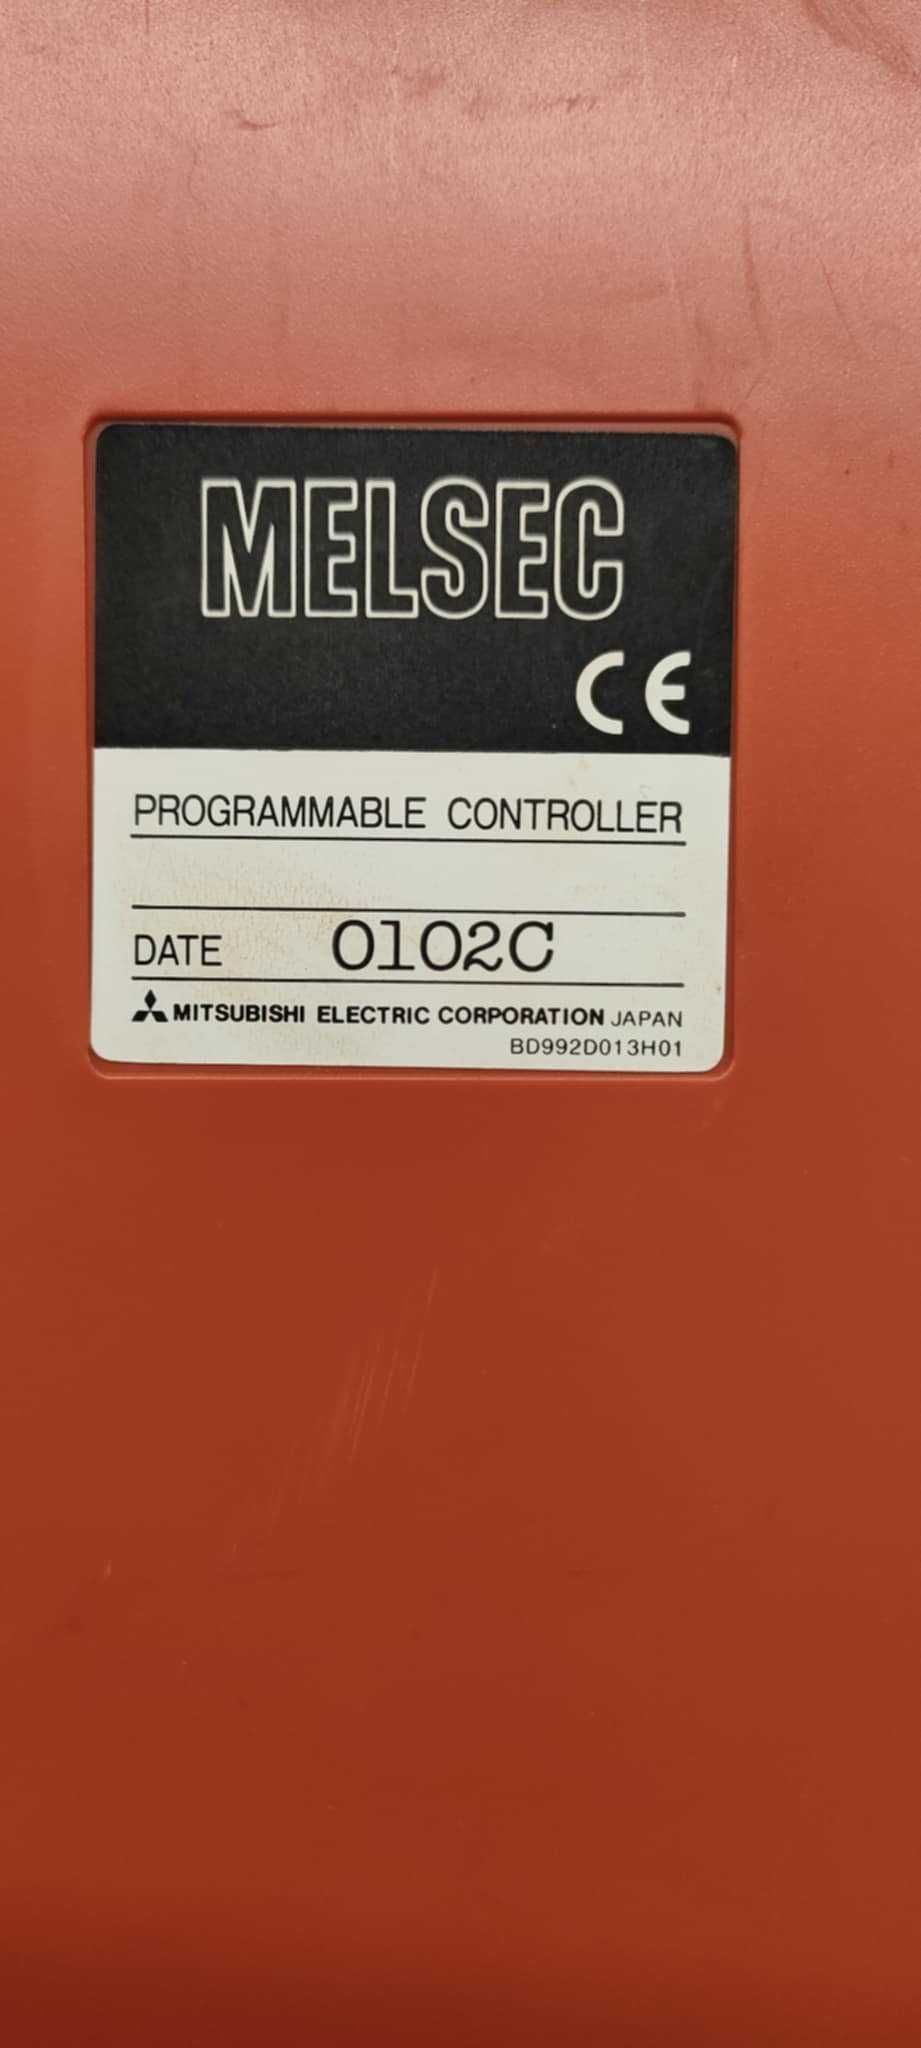 MELSEC
CE
PROGRAMMABLE CONTROLLER
DATE 0102C
MITSUBISHI ELECTRIC CORPORATION JAPAN
BD992D013H01